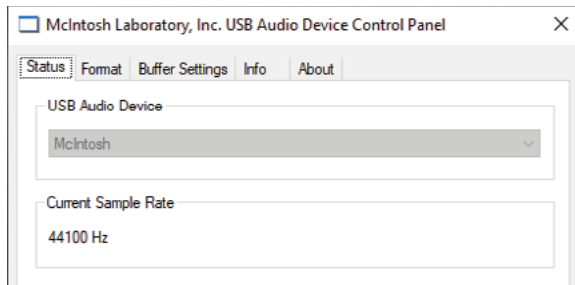 McIntosh Laboratory, Inc. USB Audio Device Control Panel
Status Format Buffer Settings Info About
USB Audio Device
McIntosh
Current Sample Rate
44100 Hz